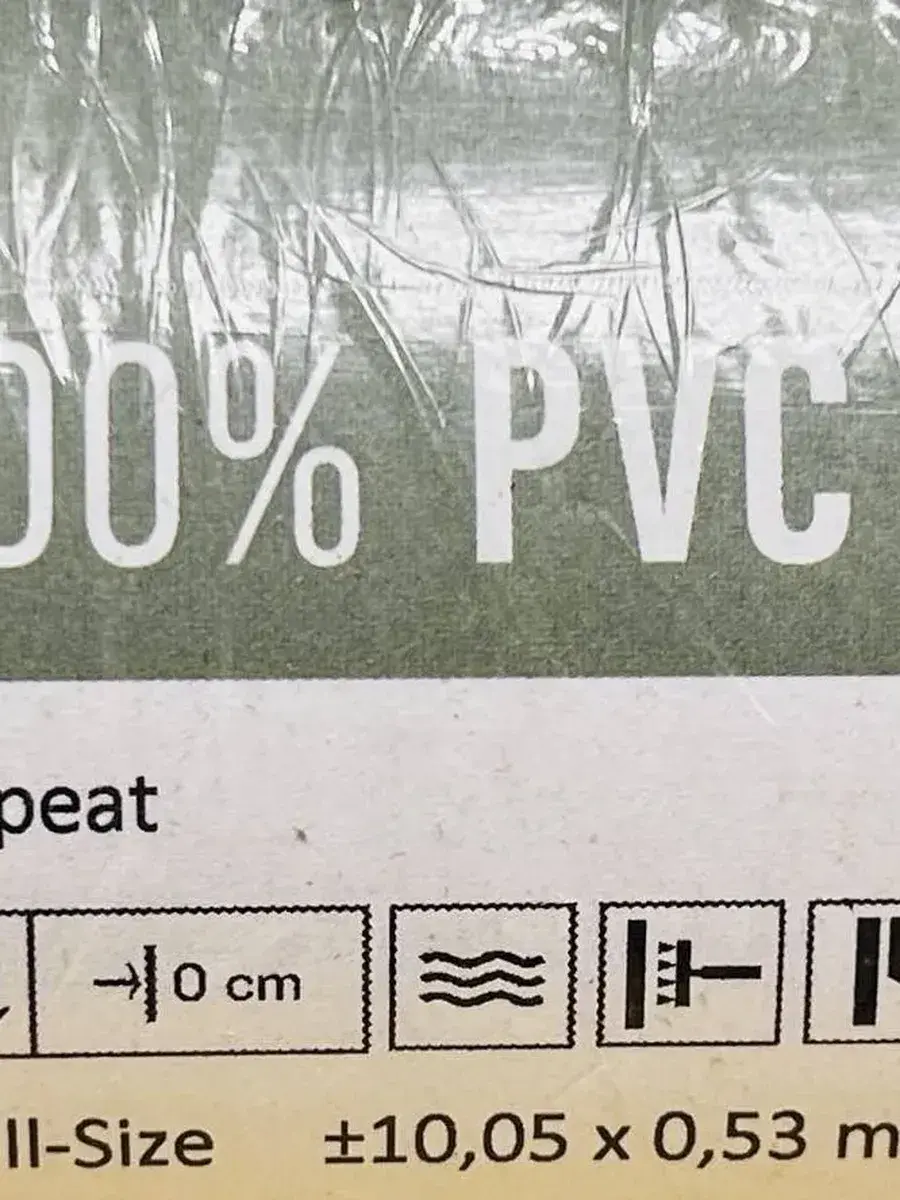 00% PVC
peat
0 cm
ll-Size ±10,05 x 0,53 m